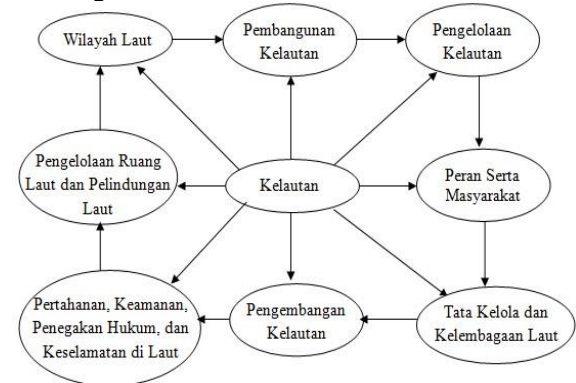 Wilayah Laut
Pembangunan
Kelautan
Pengelolaan
Kelautan
Pengelolaan Ruang
Laut dan Pelindungan
Laut
Kelautan
Peran Serta
Masyarakat
Pertahanan, Keamanan,
Penegakan Hukum, dan
Keselamatan di Laut
Pengembangan
Kelautan
Tata Kelola dan
Kelembagaan Laut